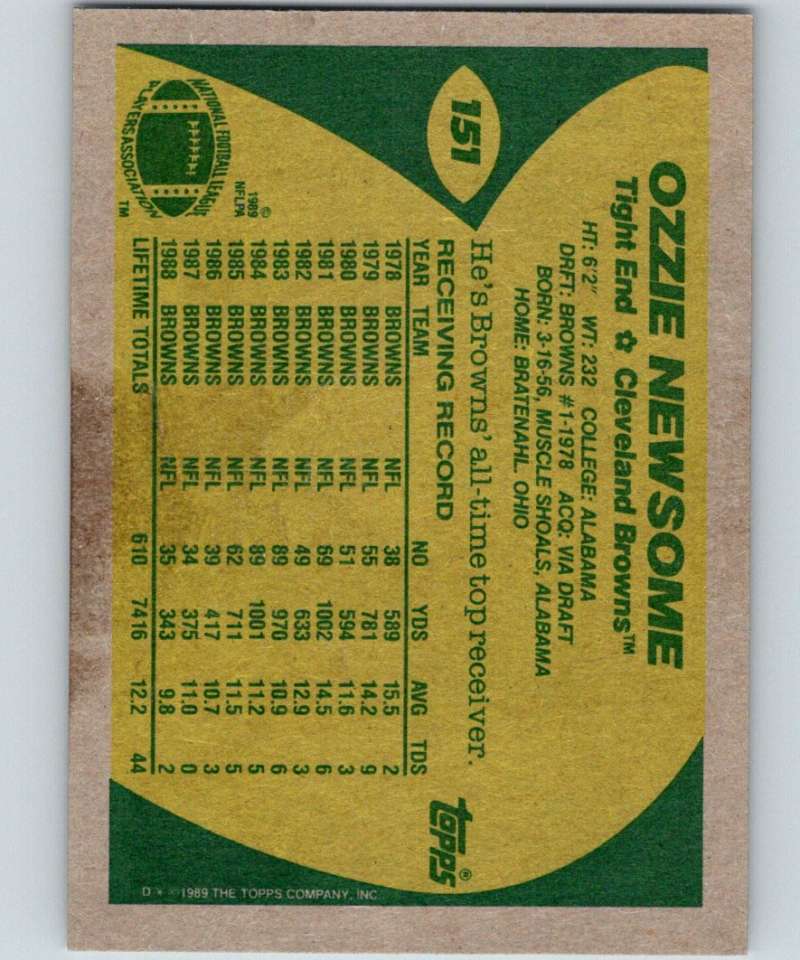 151
OZZIE NEWSOME
Tight End ✩ Cleveland Browns™
HT: 6'2" WT: 232 COLLEGE: ALABAMA
DRFT: BROWNS #1-1978 ACQ: VIA DRAFT
BORN: 3-16-56, MUSCLE SHOALS, ALABAMA
HOME: BRATENAHL, OHIO
He's Browns' all-time top receiver.
RECEIVING RECORD
YEAR TEAM NO YDS AVG TDS
1978 BROWNS NFL 38 589 15.5 2
1979 BROWNS NFL 55 781 14.2 9
1980 BROWNS NFL 51 594 11.6 3
1981 BROWNS NFL 69 1002 14.5 6
1982 BROWNS NFL 49 633 12.9 3
1983 BROWNS NFL 89 970 10.9 6
1984 BROWNS NFL 89 1001 11.2 5
1985 BROWNS NFL 62 711 11.5 5
1986 BROWNS NFL 39 417 10.7 3
1987 BROWNS NFL 34 375 11.0 0
1988 BROWNS NFL 35 343 9.8 2
LIFETIME TOTALS 610 7416 12.2 44
NATIONAL FOOTBALL LEAGUE
PLAYERS ASSOCIATION™
©
1989
NFLPA
topps®
D * ©1989 THE TOPPS COMPANY, INC.